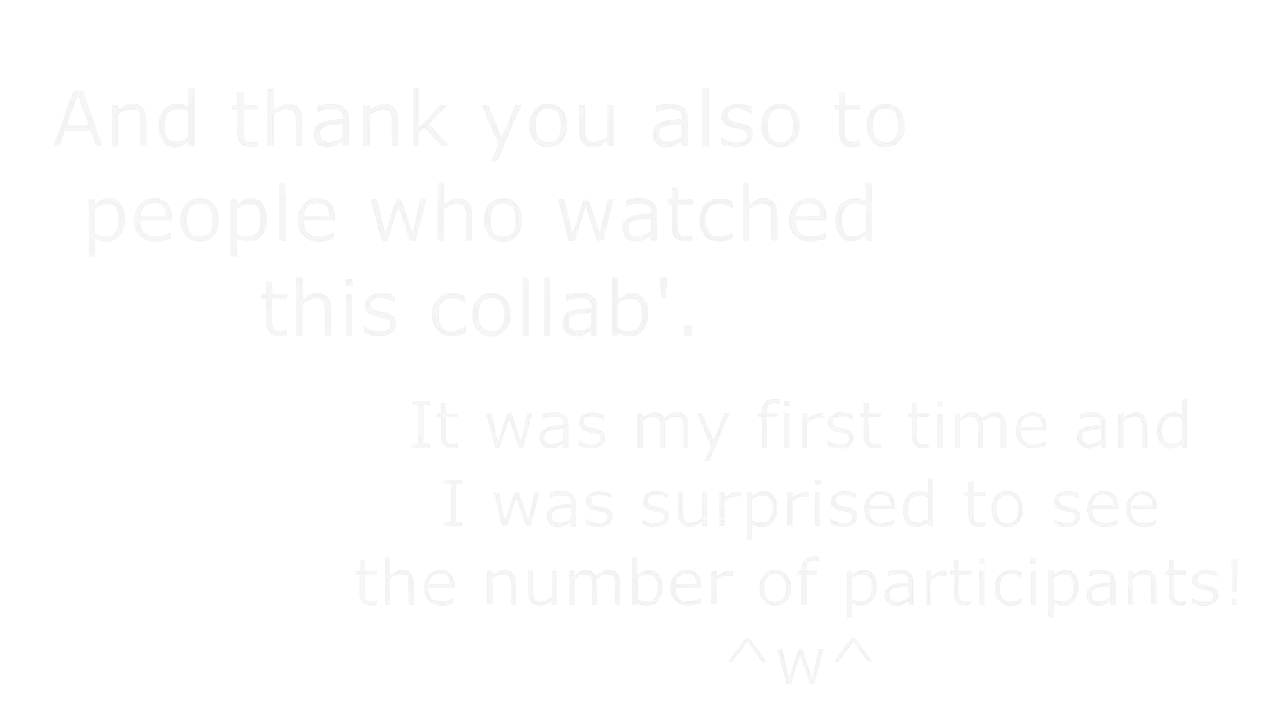 And thank you also to
people who watched
this collab'.
It was my first time and
I was surprised to see
the number of participants!
^w^